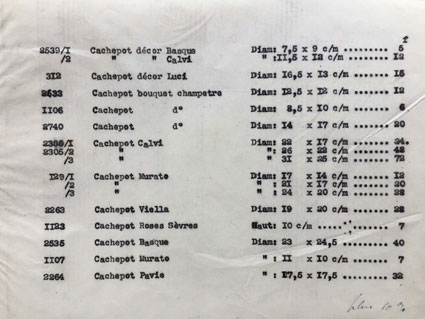 £
2539/I Cachepot décor Basque Diam: 7,5 x 9 c/m ......... 5
/2 " " Calvi " :II,5 x I2 c/m ......... I2
3I2 Cachepot décor Luci Diam: I6,5 x I3 c/m ....... I5
2633 Cachepot bouquet champetre Diam: I2,5 x I2 c/m ....... I2
II06 Cachepot d° Diam: 8,5 x I0 c/m ....... 6
2740 Cachepot d° Diam: I4 x I7 c/m ........ 20
2305/I Cachepot Calvi Diam: 22 x I7 c/m ........ 24.
2305/2 " ": 26 x 22 c/m ........ 48
/3 " ": 3I x 25 c/m ........ 72
I29/I Cachepot Murate Diam: I7 x I4 c/m ........ I2
/2 " ": 2I x I7 c/m ........ 20
/3 " ": 24 x 20 c/m ........ 28
2263 Cachepot Viella Diam: I9 x 20 c/m ........ 28
II23 Cachepot Roses Sèvres Haut: I0 c/m ............. 7
2535 Cachepot Basque Diam: 23 x 24,5 .......... 40
II07 Cachepot Murate ": II x I0 c/m ........ 7
2264 Cachepot Pavie ": I7,5 x I7,5 ......... 32